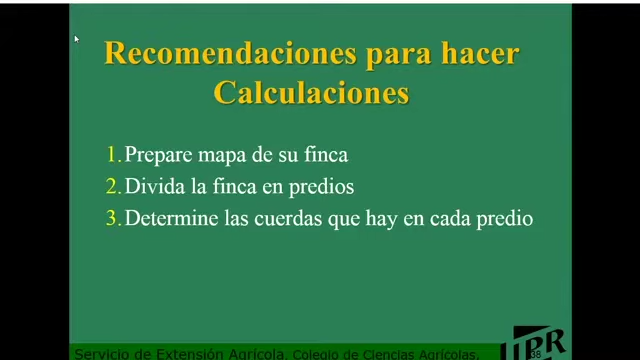 Recomendaciones para hacer
Calculaciones
1. Prepare mapa de su finca
2. Divida la finca en predios
3. Determine las cuerdas que hay en cada predio
Servicio de Extensión Agrícola, Colegio de Ciencias Agrícolas,
UPR
38